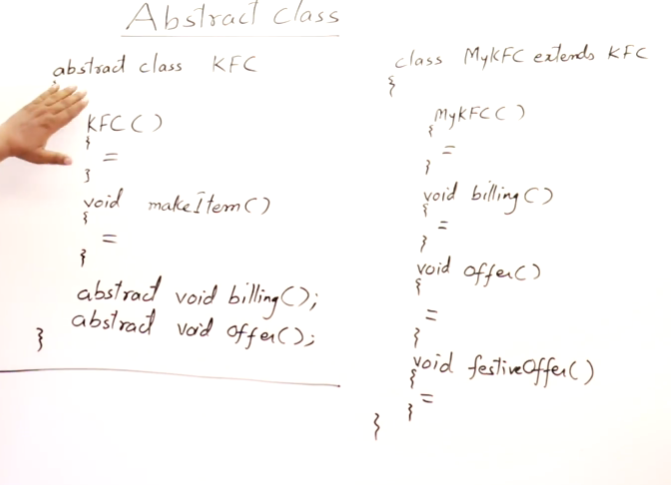 Abstract class
abstract class KFC
{
KFC()
{
=
}
void makeItem()
{
=
}
abstract void billing();
abstract void offer();
}
class MyKFC extends KFC
{
MyKFC()
{
=
}
void billing()
{
=
}
void offer()
{
=
}
void festiveOffer()
{
=
}
}